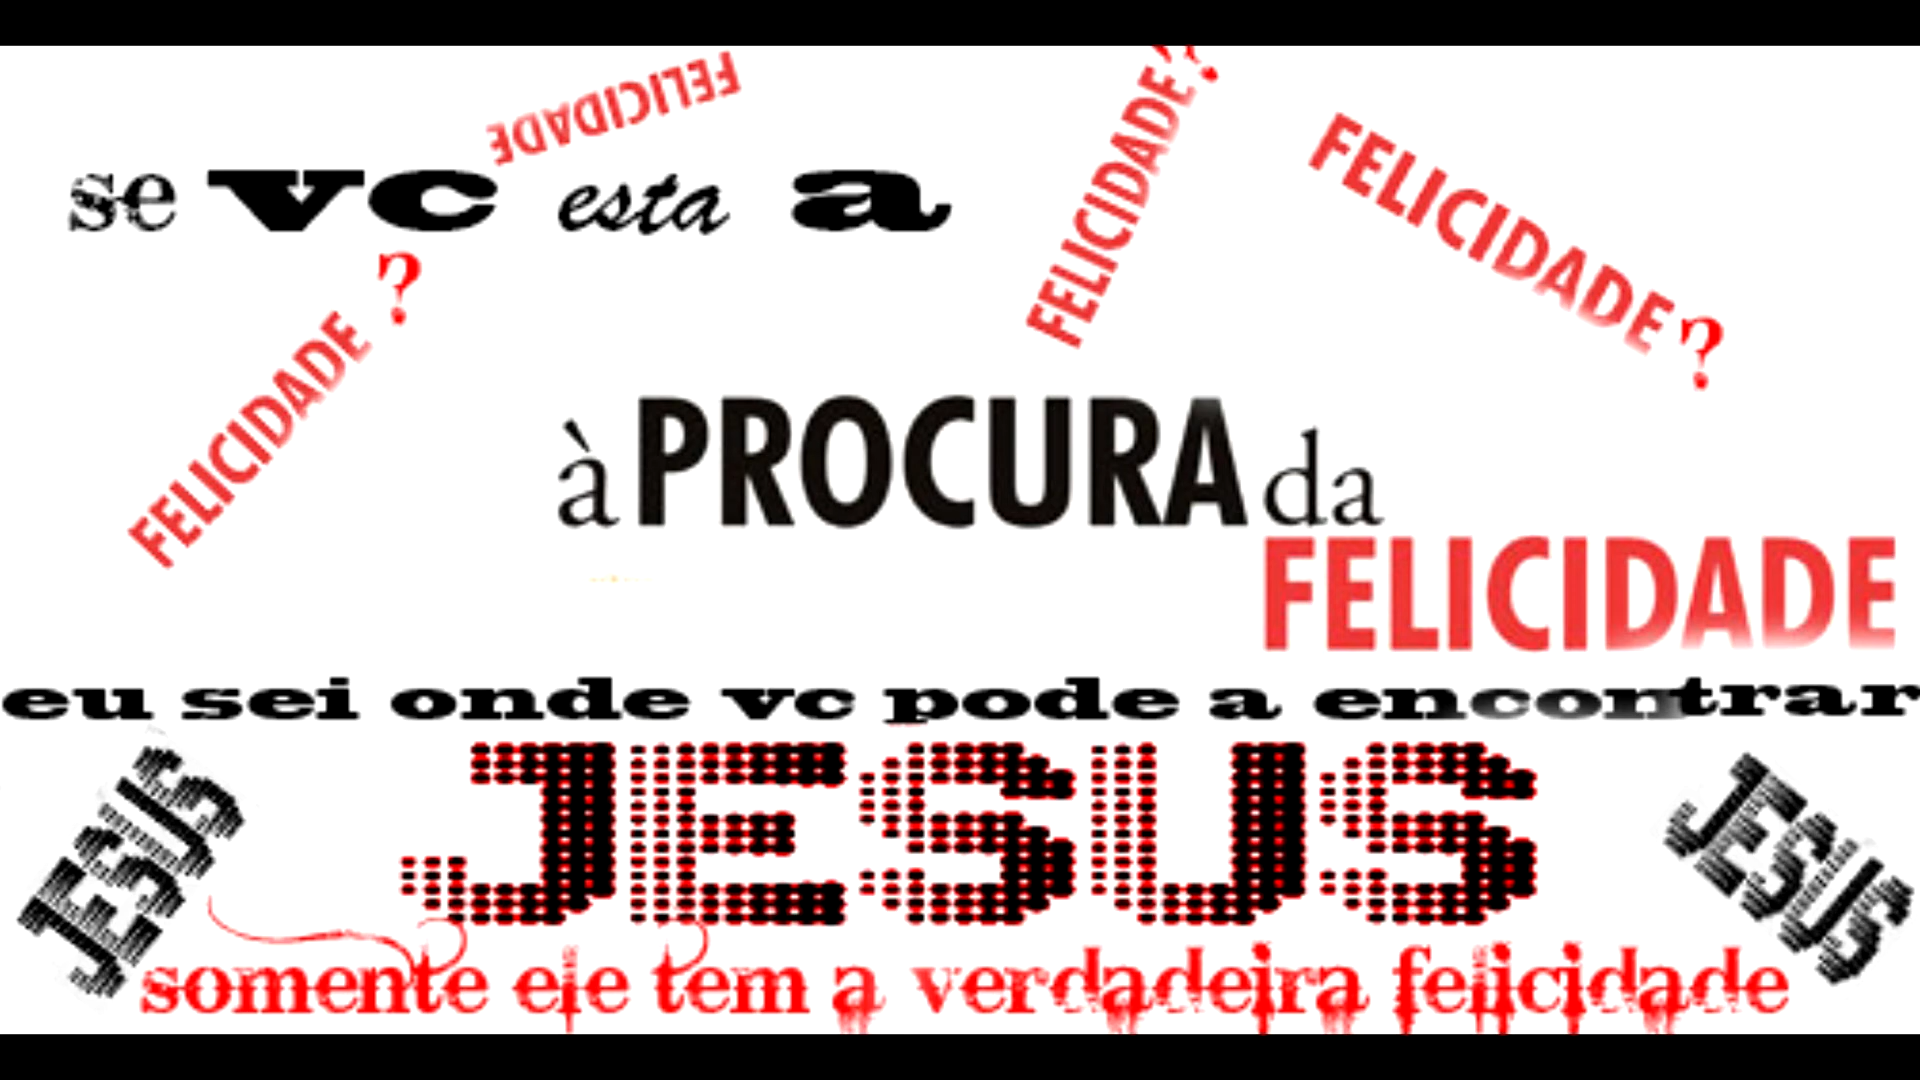 FELICIDADE
FELICIDADE?
FELICIDADE?
se vc esta a
FELICIDADE ?
à PROCURA da
FELICIDADE
eu sei onde vc pode a encontrar
JESUS
JESUS
JESUS
somente ele tem a verdadeira felicidade